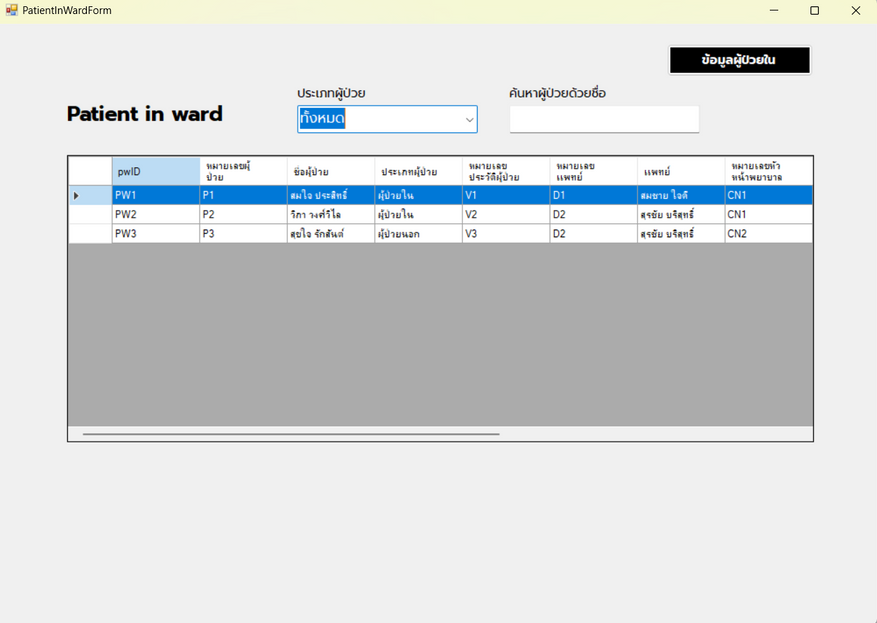 PatientInWardForm
ข้อมูลผู้ป่วยใน
ประเภทผู้ป่วย
ค้นหาผู้ป่วยด้วยชื่อ
Patient in ward
ทั้งหมด
pwID หมายเลขผู้ป่วย ชื่อผู้ป่วย ประเภทผู้ป่วย หมายเลขประวัติผู้ป่วย หมายเลขแพทย์ แพทย์ หมายเลขหัวหน้าพยาบาล
PW1 P1 สมใจ ประสิทธิ์ ผู้ป่วยใน V1 D1 สมชาย ใจดี CN1
PW2 P2 วิภา วงศ์วิไล ผู้ป่วยใน V2 D2 สุรชัย บริสุทธิ์ CN1
PW3 P3 สุขใจ รักสันต์ ผู้ป่วยนอก V3 D2 สุรชัย บริสุทธิ์ CN2